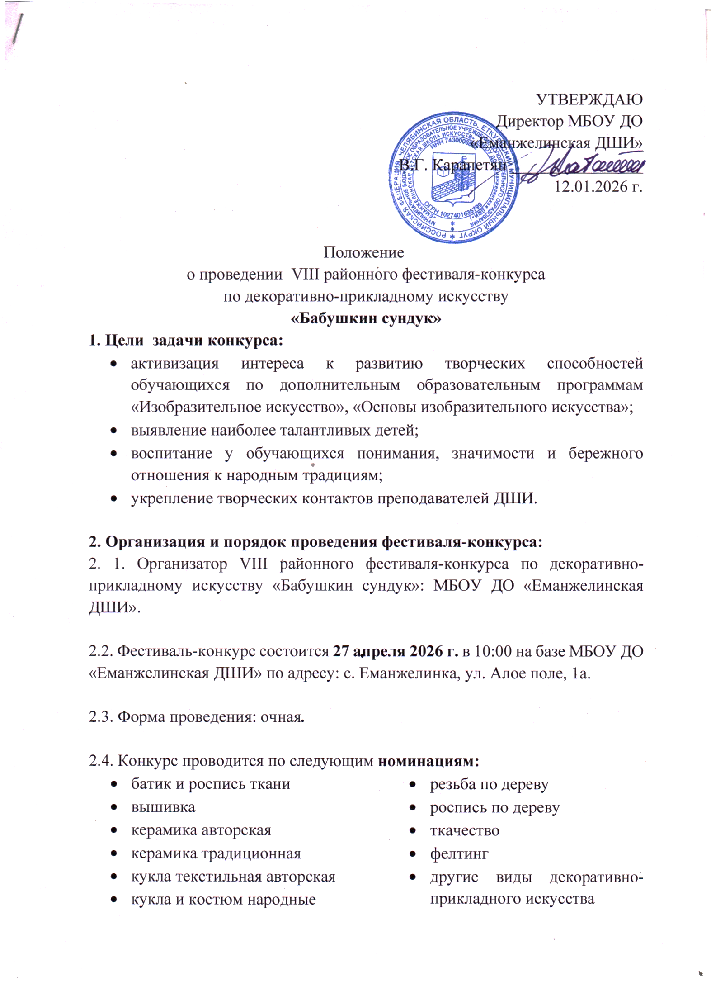 УТВЕРЖДАЮ
Директор МБОУ ДО
«Еманжелинская ДШИ»
В.Г. Карапетян
12.01.2026 г.
РОССИЙСКАЯ ФЕДЕРАЦИЯ, ЧЕЛЯБИНСКАЯ ОБЛАСТЬ, ЕТКУЛЬСКИЙ МУНИЦИПАЛЬНЫЙ ОКРУГ
МУНИЦИПАЛЬНОЕ БЮДЖЕТНОЕ ОБРАЗОВАТЕЛЬНОЕ УЧРЕЖДЕНИЕ ДОПОЛНИТЕЛЬНОГО ОБРАЗОВАНИЯ
"ЕМАНЖЕЛИНСКАЯ ДЕТСКАЯ ШКОЛА ИСКУССТВ" (МБОУ ДО "Еманжелинская ДШИ")
ИНН
ОГРН 1027401635799
Положение
о проведении  VIII районного фестиваля-конкурса
по декоративно-прикладному искусству
«Бабушкин сундук»
1. Цели  задачи конкурса:
• активизация интереса к развитию творческих способностей
обучающихся по дополнительным образовательным программам
«Изобразительное искусство», «Основы изобразительного искусства»;
• выявление наиболее талантливых детей;
• воспитание у обучающихся понимания, значимости и бережного
отношения к народным традициям;
• укрепление творческих контактов преподавателей ДШИ.
2. Организация и порядок проведения фестиваля-конкурса:
2. 1. Организатор VIII районного фестиваля-конкурса по декоративно-
прикладному искусству «Бабушкин сундук»: МБОУ ДО «Еманжелинская
ДШИ».
2.2. Фестиваль-конкурс состоится 27 апреля 2026 г. в 10:00 на базе МБОУ ДО
«Еманжелинская ДШИ» по адресу: с. Еманжелинка, ул. Алое поле, 1а.
2.3. Форма проведения: очная.
2.4. Конкурс проводится по следующим номинациям:
• батик и роспись ткани
• вышивка
• керамика авторская
• керамика традиционная
• кукла текстильная авторская
• кукла и костюм народные
• резьба по дереву
• роспись по дереву
• ткачество
• фелтинг
• другие виды декоративно-
прикладного искусства